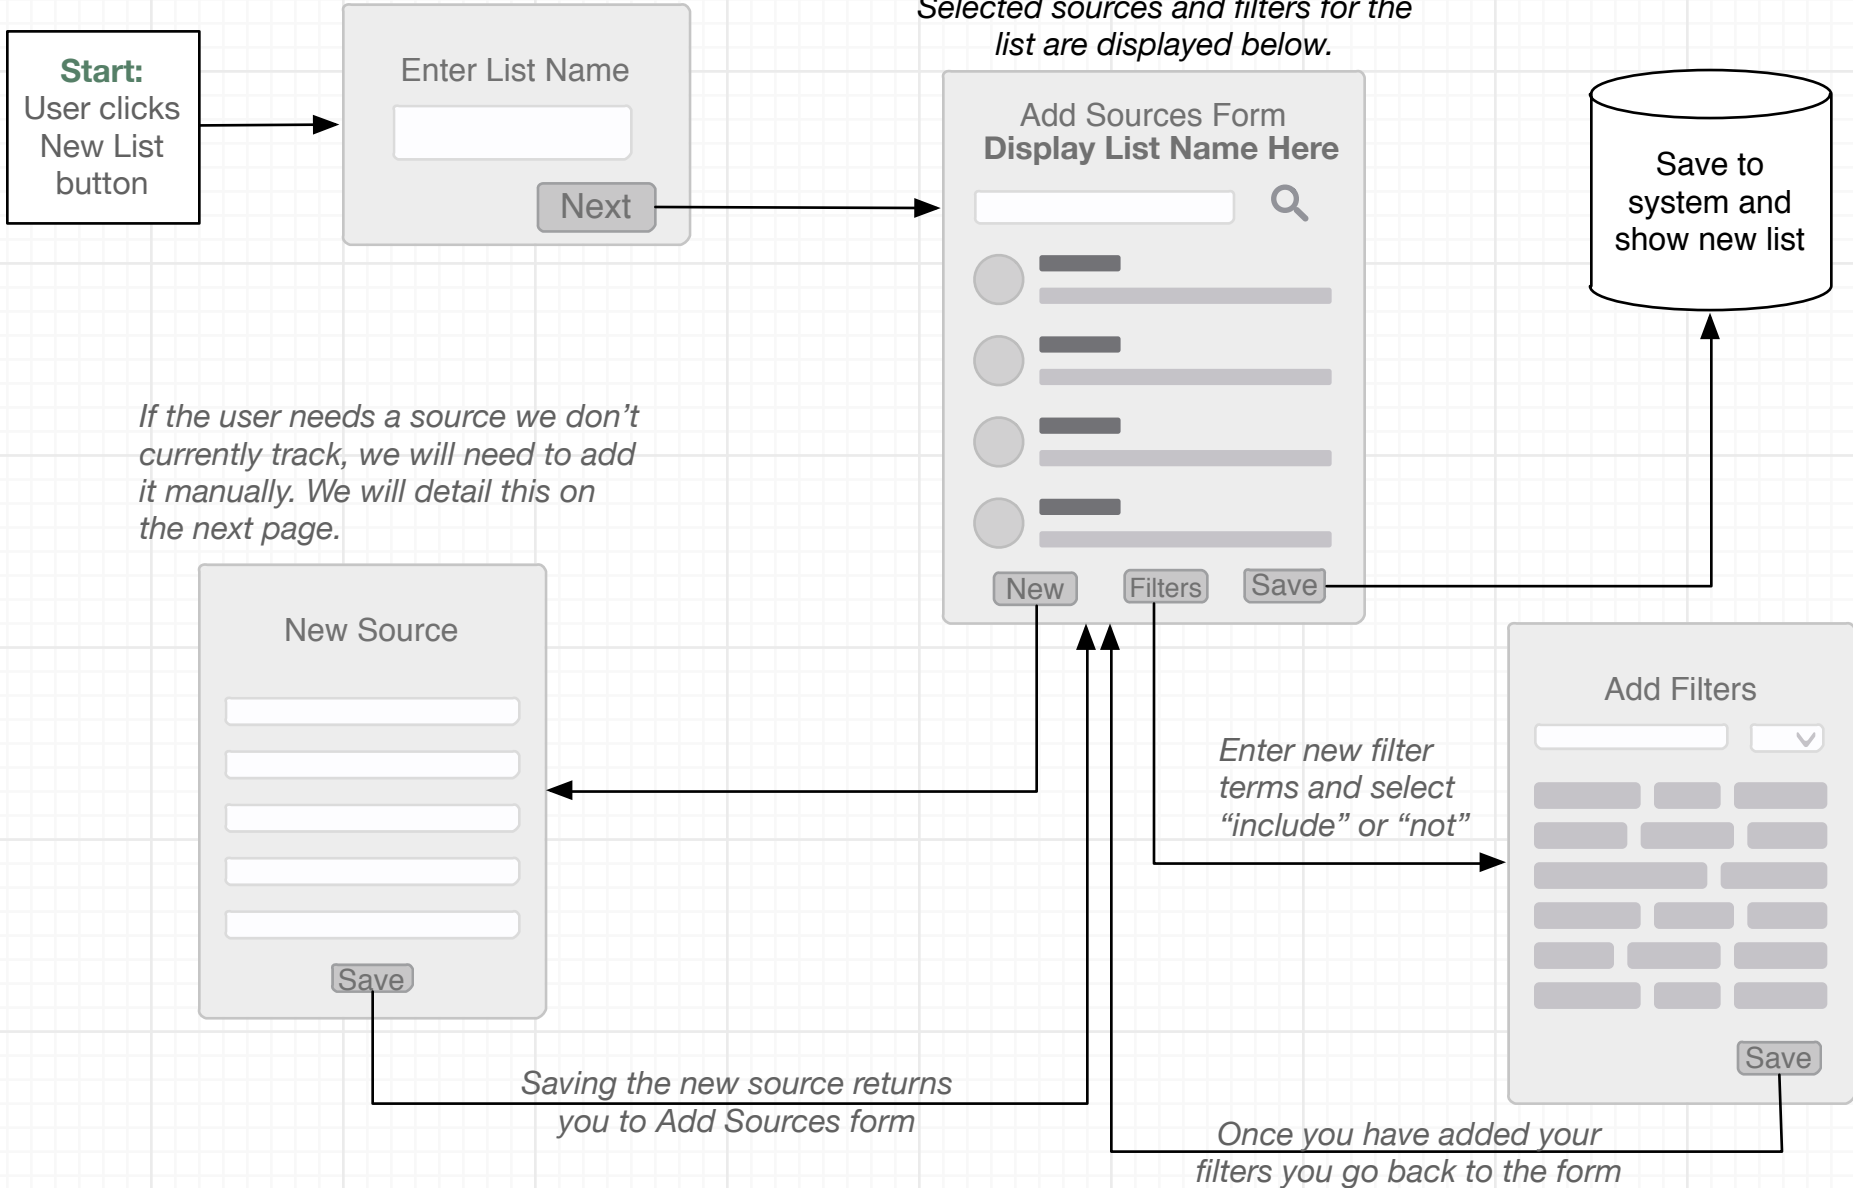 Selected sources and filters for the
list are displayed below.
Start:
User clicks
New List
button
Enter List Name
Next
Add Sources Form
Display List Name Here
New
Filters
Save
Save to
system and
show new list
If the user needs a source we don’t
currently track, we will need to add
it manually. We will detail this on
the next page.
New Source
Save
Enter new filter
terms and select
“include” or “not”
Add Filters
Save
Saving the new source returns
you to Add Sources form
Once you have added your
filters you go back to the form